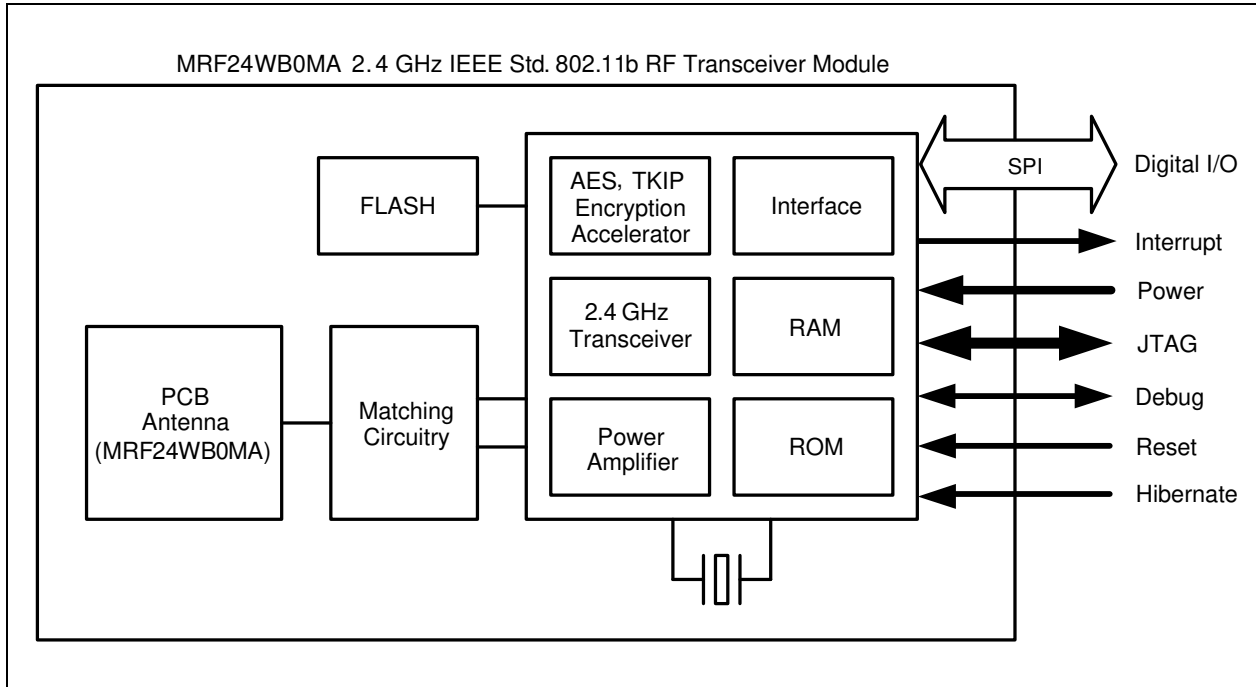 MRF24WB0MA 2.4 GHz IEEE Std. 802.11b RF Transceiver Module
FLASH
AES, TKIP
Encryption
Accelerator
Interface
SPI
Digital I/O
Interrupt
Power
2.4 GHz
Transceiver
RAM
JTAG
PCB
Antenna
(MRF24WB0MA)
Matching
Circuitry
Power
Amplifier
ROM
Debug
Reset
Hibernate